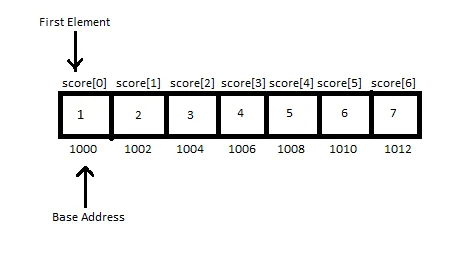 First Element
score[0] score[1] score[2] score[3] score[4] score[5] score[6]
1 2 3 4 5 6 7
1000 1002 1004 1006 1008 1010 1012
Base Address